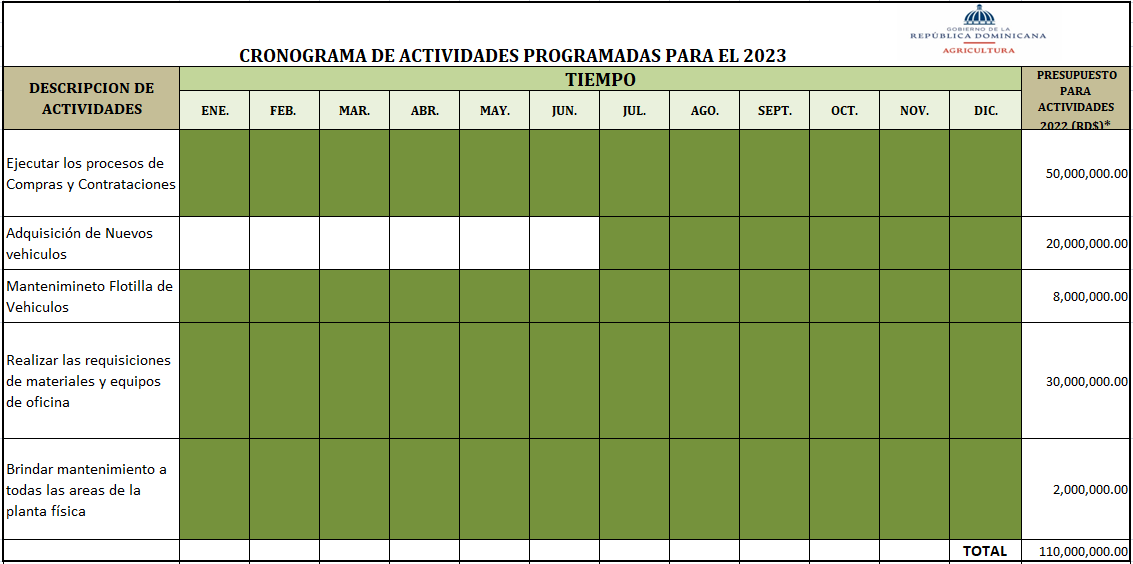 GOBIERNO DE LA
REPÚBLICA DOMINICANA
AGRICULTURA
CRONOGRAMA DE ACTIVIDADES PROGRAMADAS PARA EL 2023
DESCRIPCION DE
ACTIVIDADES
TIEMPO
PRESUPUESTO
PARA
ACTIVIDADES
2022 (RD$)*
ENE. FEB. MAR. ABR. MAY. JUN. JUL. AGO. SEPT. OCT. NOV. DIC.
Ejecutar los procesos de
Compras y Contrataciones
50,000,000.00
Adquisición de Nuevos
vehiculos
20,000,000.00
Mantenimineto Flotilla de
Vehiculos
8,000,000.00
Realizar las requisiciones
de materiales y equipos
de oficina
30,000,000.00
Brindar mantenimiento a
todas las areas de la
planta física
2,000,000.00
TOTAL 110,000,000.00